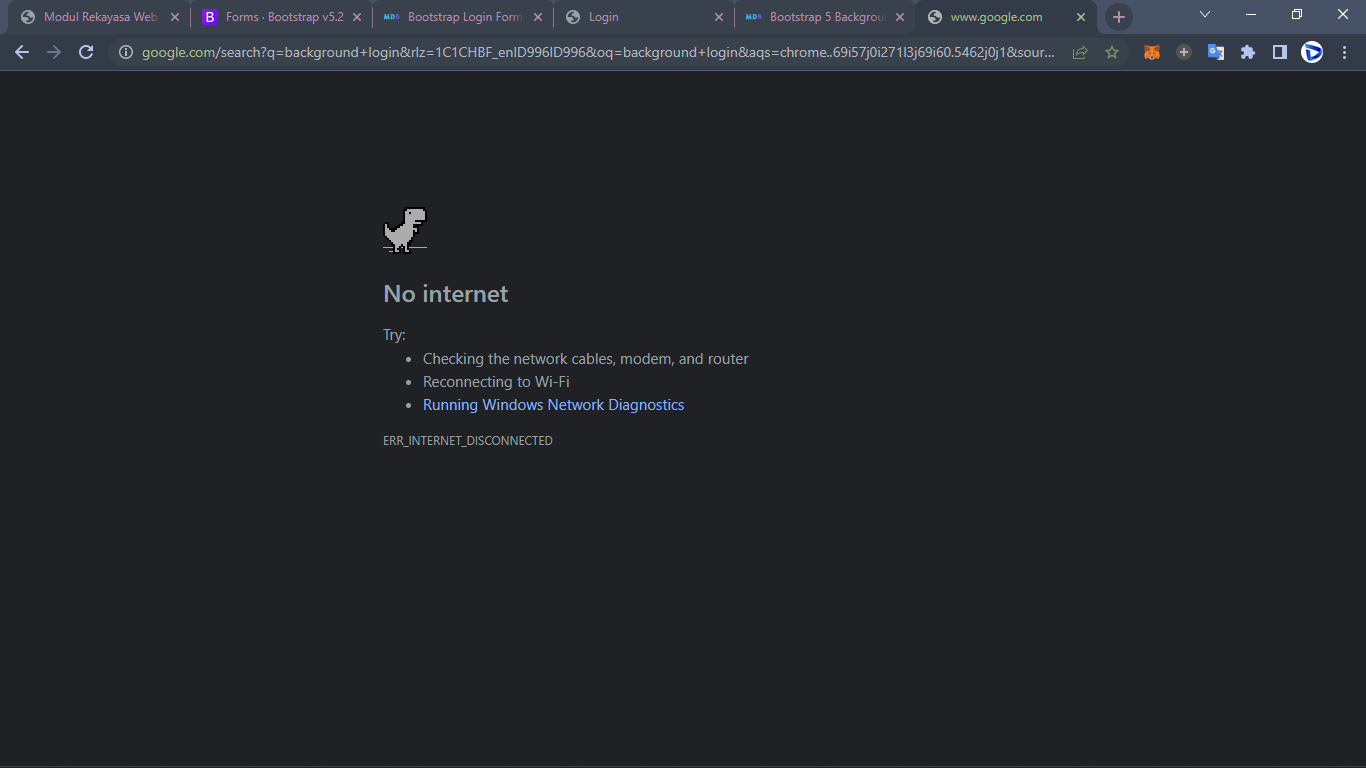 Modul Rekayasa Web
B Forms · Bootstrap v5.2
MDB Bootstrap Login Form
Login
MDB Bootstrap 5 Backgrou
www.google.com
google.com/search?q=background+login&rlz=1C1CHBF_enID996ID996&oq=background+login&aqs=chrome..69i57j0i271l3j69i60.5462j0j1&sour...
No internet
Try:
• Checking the network cables, modem, and router
• Reconnecting to Wi-Fi
• Running Windows Network Diagnostics
ERR_INTERNET_DISCONNECTED